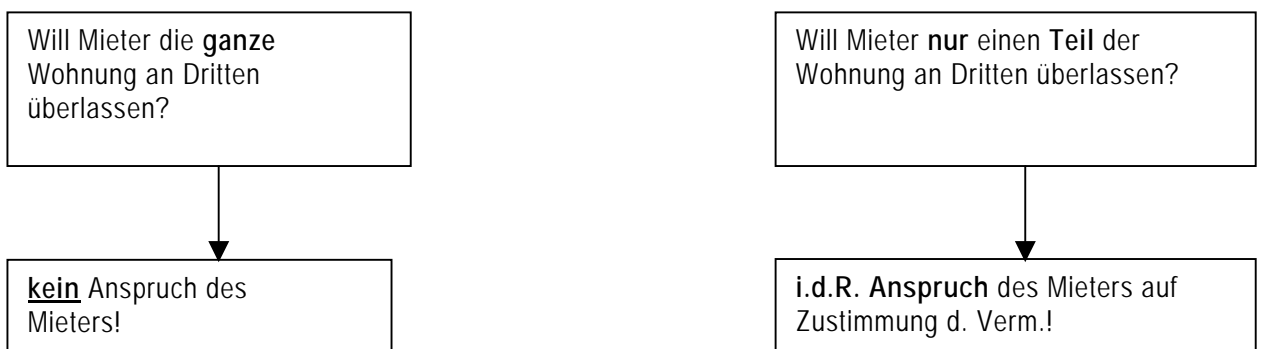 Will Mieter die ganze
Wohnung an Dritten
überlassen?
Will Mieter nur einen Teil der
Wohnung an Dritten überlassen?
kein Anspruch des
Mieters!
i.d.R. Anspruch des Mieters auf
Zustimmung d. Verm.!